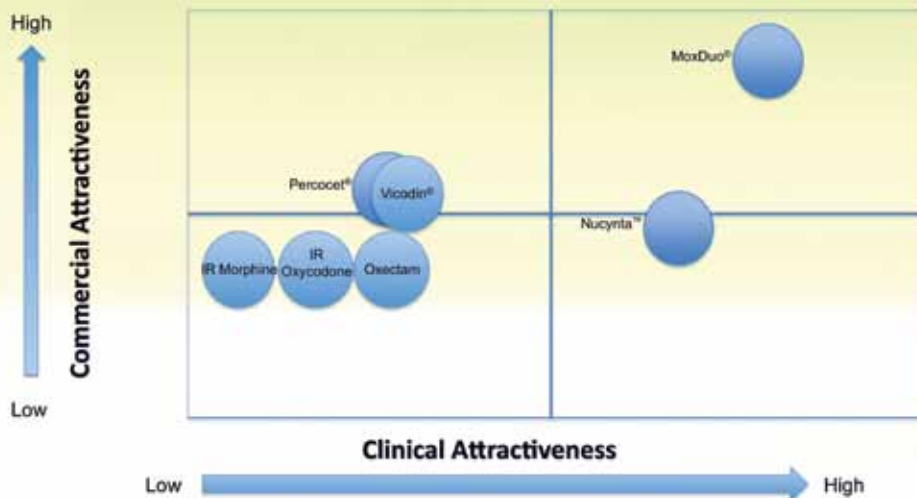 High
MoxDuo®
Commercial Attractiveness
Percocet®
Vicodin®
Nucynta™
IR Morphine
IR
Oxycodone
Oxectam
Low
Clinical Attractiveness
Low
High